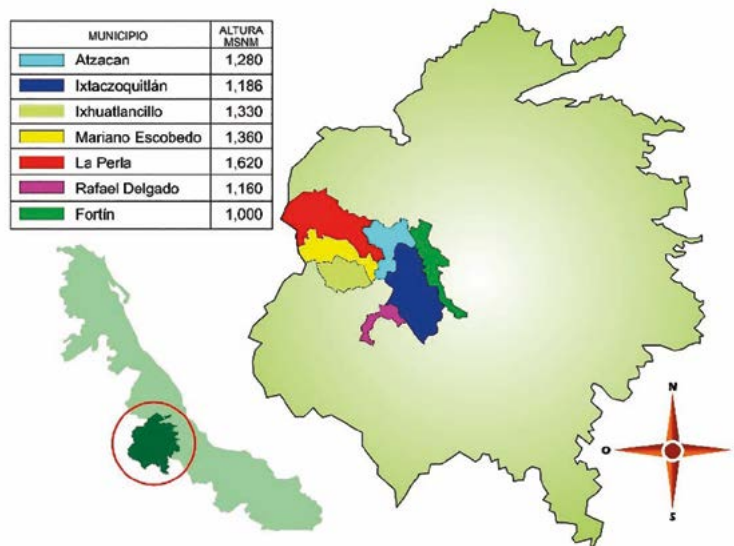 MUNICIPIO ALTURA MSNM
Atzacan 1,280
Ixtaczoquitlán 1,186
Ixhuatlancillo 1,330
Mariano Escobedo 1,360
La Perla 1,620
Rafael Delgado 1,160
Fortín 1,000
N
O
S